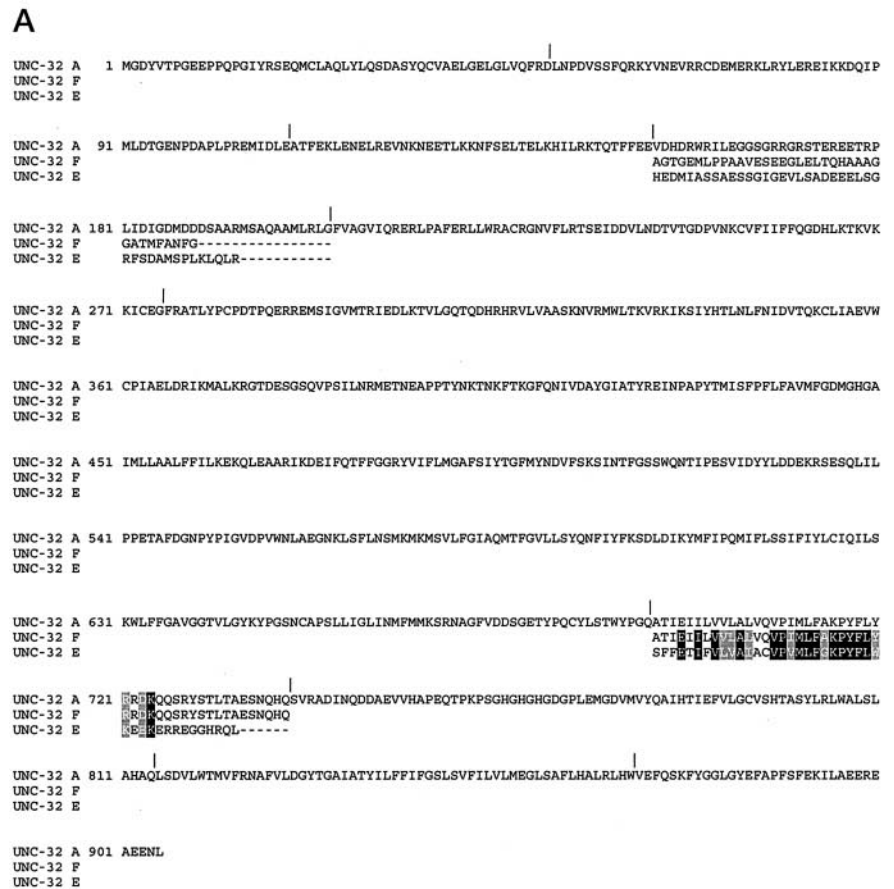 A
UNC-32 A 1 MGDYVTPGEEPPQPGIYRSEQMCLAQLYLQSDASYQCVAELGELGLVQFRDLNPDVSSFQRKYVNEVRRCDEMERKLRYLEREIKKDQIP
UNC-32 F
UNC-32 E
UNC-32 A 91 MLDTGENPDAPLPREMIDLEATFEKLENELREVNKNEETLKKNFSELTELKHILRKTQTFFEEVDHDRWRILEGGSGRRGRSTEREETRP
UNC-32 F AGTGEMLPPAAVESEEGLELTQHAAAG
UNC-32 E HEDMIASSAESSGIGEVLSADEEELSG
UNC-32 A 181 LIDIGDMDDDSAARMSAQAAMLRLGFVAGVIQRERLPAFERLLWRACRGNVFLRTSEIDDVLNDTVTGDPVNKCVFIIFFQGDHLKTKVK
UNC-32 F GATMFANFG----------------
UNC-32 E RFSDAMSPLKLQLR-----------
UNC-32 A 271 KICEGFRATLYPCPDTPQERREMSIGVMTRIEDLKTVLGQTQDHRHRVLVAASKNVRMWLTKVRKIKSIYHTLNLFNIDVTQKCLIAEVW
UNC-32 F
UNC-32 E
UNC-32 A 361 CPIAELDRIKMALKRGTDESGSQVPSILNRMETNEAPPTYNKTNKFTKGFQNIVDAYGIATYREINPAPYTMISFPFLFAVMFGDMGHGA
UNC-32 F
UNC-32 E
UNC-32 A 451 IMLLAALFFILKEKQLEAARIKDEIFQTFFGGRYVIFLMGAFSIYTGFMYNDVFSKSINTFGSSWQNTIPESVIDYYLDDEKRSESQLIL
UNC-32 F
UNC-32 E
UNC-32 A 541 PPETAFDGNPYPIGVDPVWNLAEGNKLSFLNSMKMKMSVLFGIAQMTFGVLLSYQNFIYFKSDLDIKYMFIPQMIFLSSIFIYLCIQILS
UNC-32 F
UNC-32 E
UNC-32 A 631 KWLFFGAVGGTVLGYKYPGSNCAPSLLIGLINMFMMKSRNAGFVDDSGETYPQCYLSTWYPGQATIEIILVVLALVQVPIMLFAKPYFLY
UNC-32 F ATIEIILVVLALVQVPIMLFAKPYFLY
UNC-32 E SFFETIFVLVALACVPVMLFGKPYFLW
UNC-32 A 721 RRDKQQSRYSTLTAESNQHQSVRADINQDDAEVVHAPEQTPKPSGHGHGHGDGPLEMGDVMVYQAIHTIEFVLGCVSHTASYLRLWALSL
UNC-32 F RRDKQQSRYSTLTAESNQHQ
UNC-32 E KEHKERREGGHRQL------
UNC-32 A 811 AHAQLSDVLWTMVFRNAFVLDGYTGAIATYILFFIFGSLSVFILVLMEGLSAFLHALRLHWVEFQSKFYGGLGYEFAPFSFEKILAEERE
UNC-32 F
UNC-32 E
UNC-32 A 901 AEENL
UNC-32 F
UNC-32 E